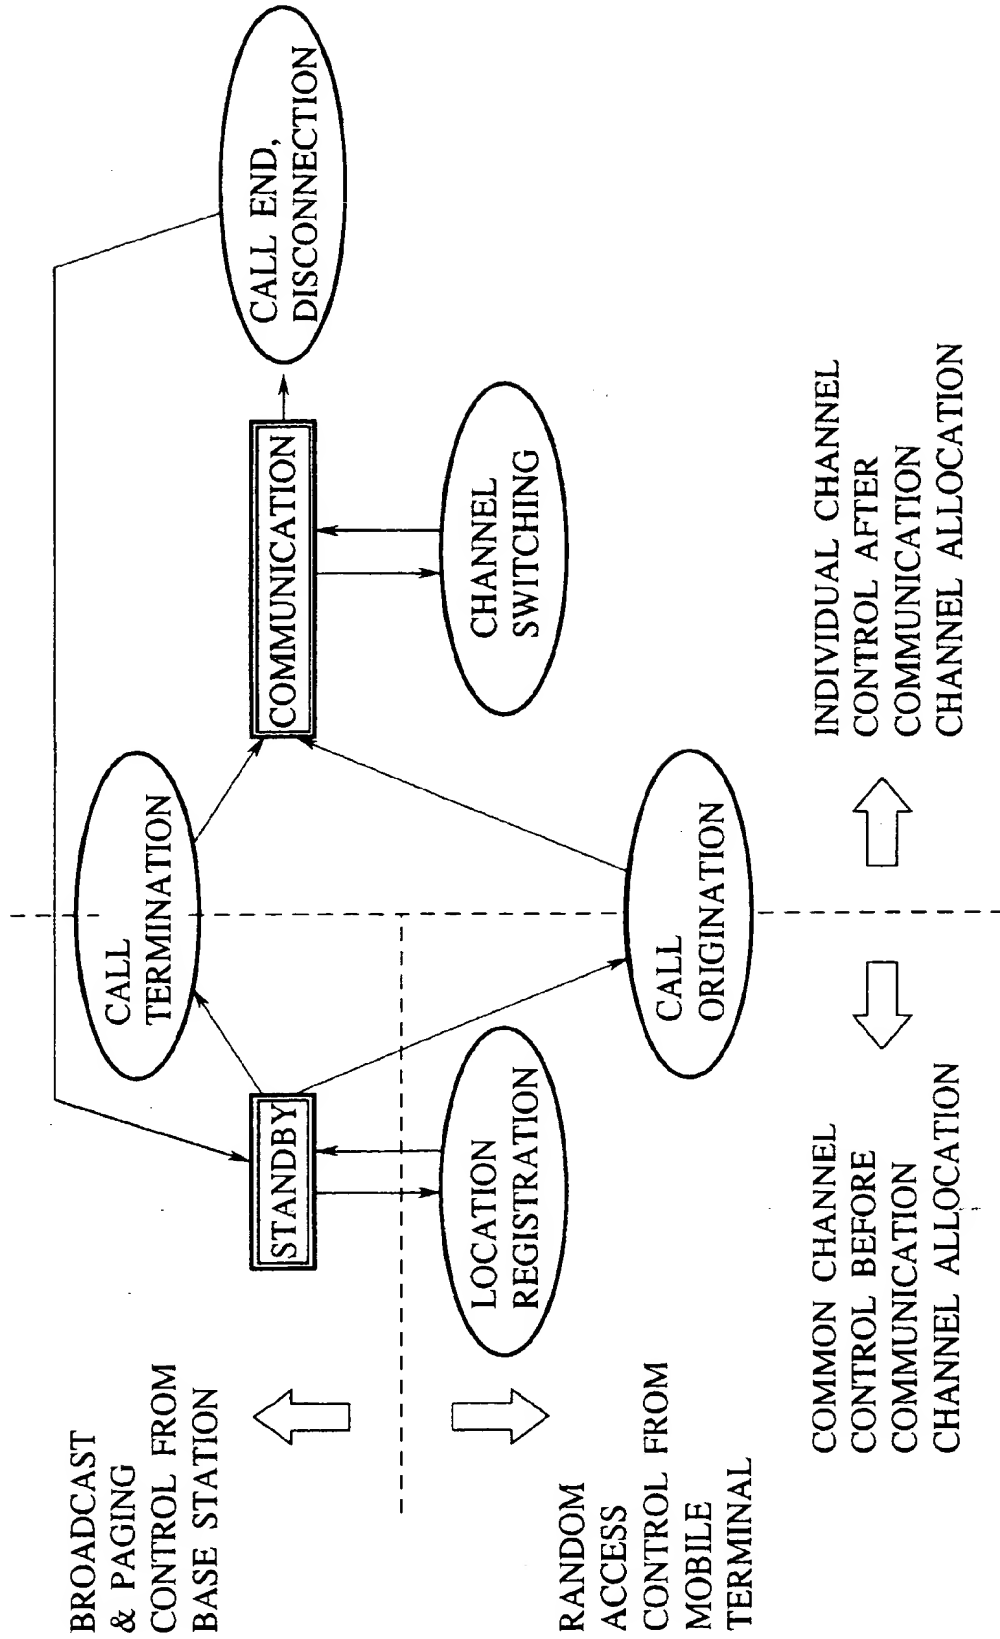 BROADCAST
& PAGING
CONTROL FROM
BASE STATION
RANDOM
ACCESS
CONTROL FROM
MOBILE
TERMINAL
STANDBY
LOCATION
REGISTRATION
CALL
TERMINATION
CALL
ORIGINATION
COMMUNICATION
CHANNEL
SWITCHING
CALL END,
DISCONNECTION
COMMON CHANNEL
CONTROL BEFORE
COMMUNICATION
CHANNEL ALLOCATION
INDIVIDUAL CHANNEL
CONTROL AFTER
COMMUNICATION
CHANNEL ALLOCATION